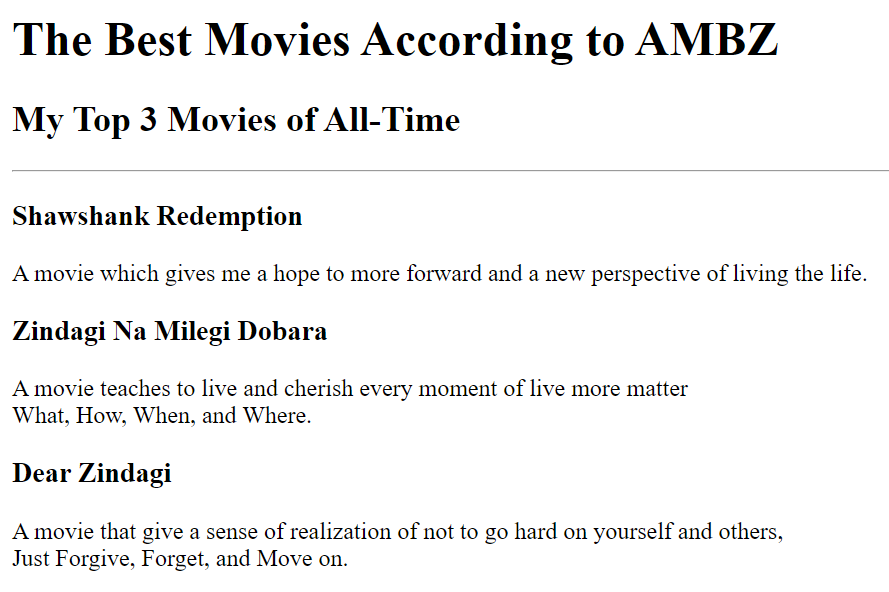 The Best Movies According to AMBZ
My Top 3 Movies of All-Time
Shawshank Redemption
A movie which gives me a hope to more forward and a new perspective of living the life.
Zindagi Na Milegi Dobara
A movie teaches to live and cherish every moment of live more matter
What, How, When, and Where.
Dear Zindagi
A movie that give a sense of realization of not to go hard on yourself and others,
Just Forgive, Forget, and Move on.